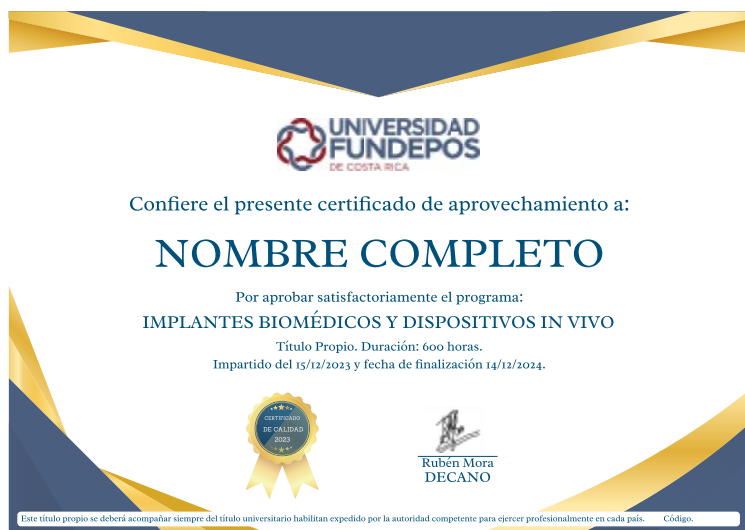 UNIVERSIDAD
FUNDEPOS
DE COSTA RICA
Confiere el presente certificado de aprovechamiento a:
NOMBRE COMPLETO
Por aprobar satisfactoriamente el programa:
IMPLANTES BIOMÉDICOS Y DISPOSITIVOS IN VIVO
Título Propio. Duración: 600 horas.
Impartido del 15/12/2023 y fecha de finalización 14/12/2024.
CERTIFICADO
DE CALIDAD
2023
Rubén Mora
DECANO
Este título propio se deberá acompañar siempre del título universitario habilitan expedido por la autoridad competente para ejercer profesionalmente en cada país. Código.